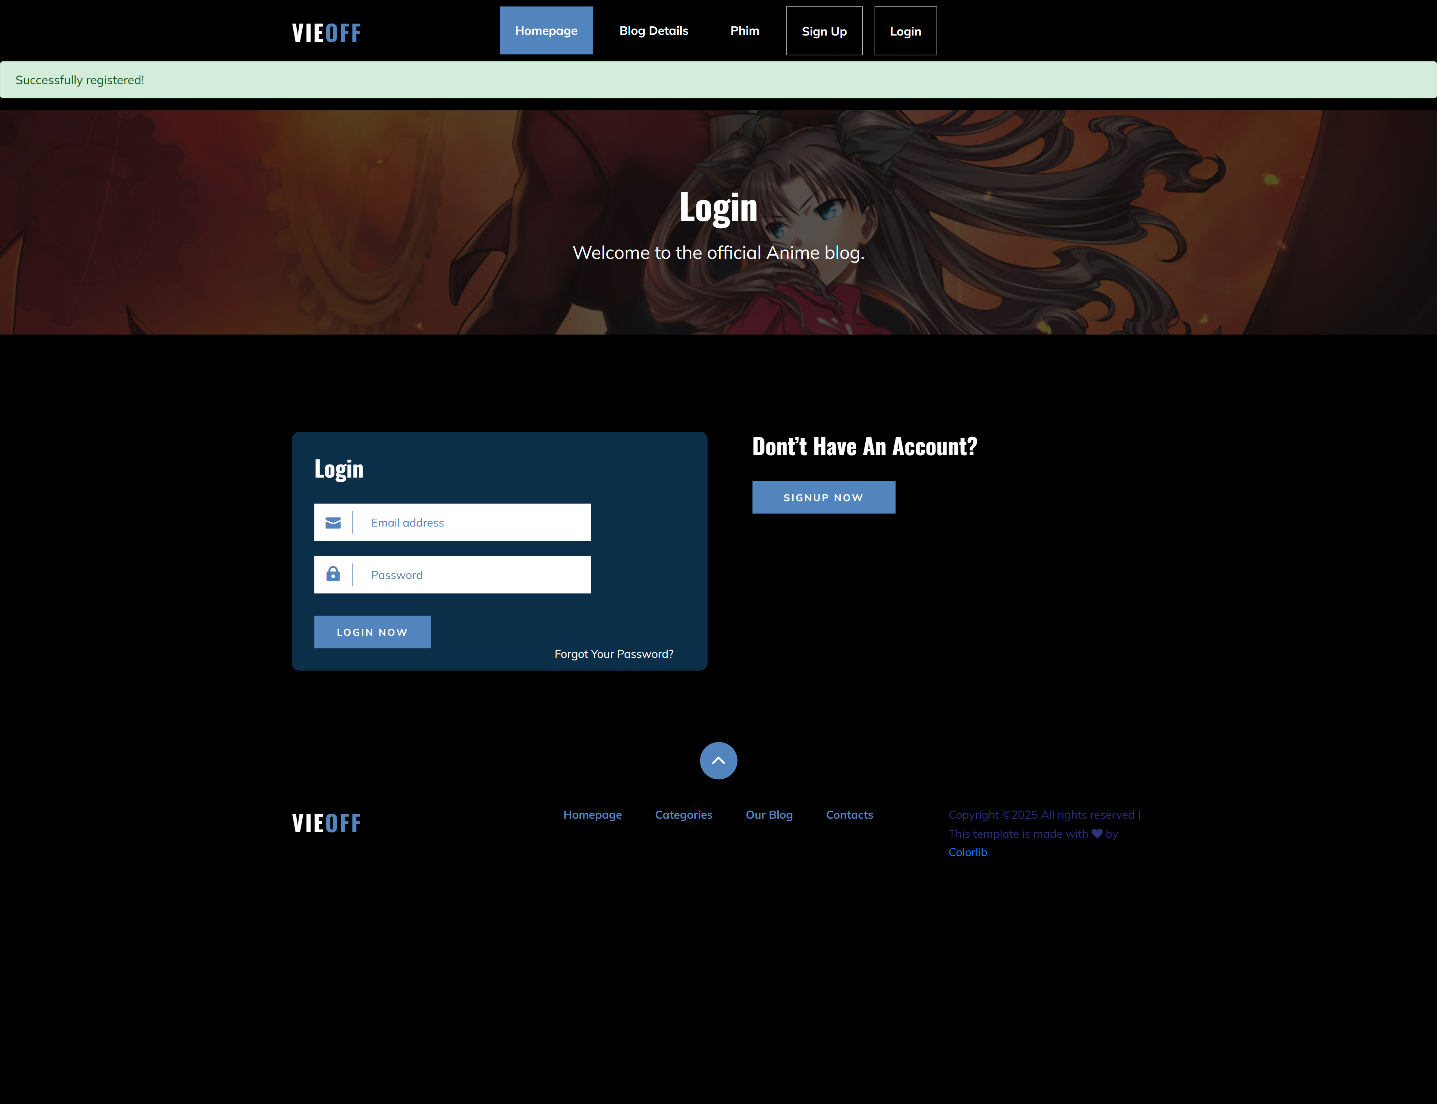 VIEOFF
Homepage
Blog Details
Phim
Sign Up
Login
Successfully registered!
Login
Welcome to the official Anime blog.
Login
Email address
Password
LOGIN NOW
Forgot Your Password?
Dont’t Have An Account?
SIGNUP NOW
VIEOFF
Homepage
Categories
Our Blog
Contacts
Copyright ©2025 All rights reserved |
This template is made with ♥ by
Colorlib